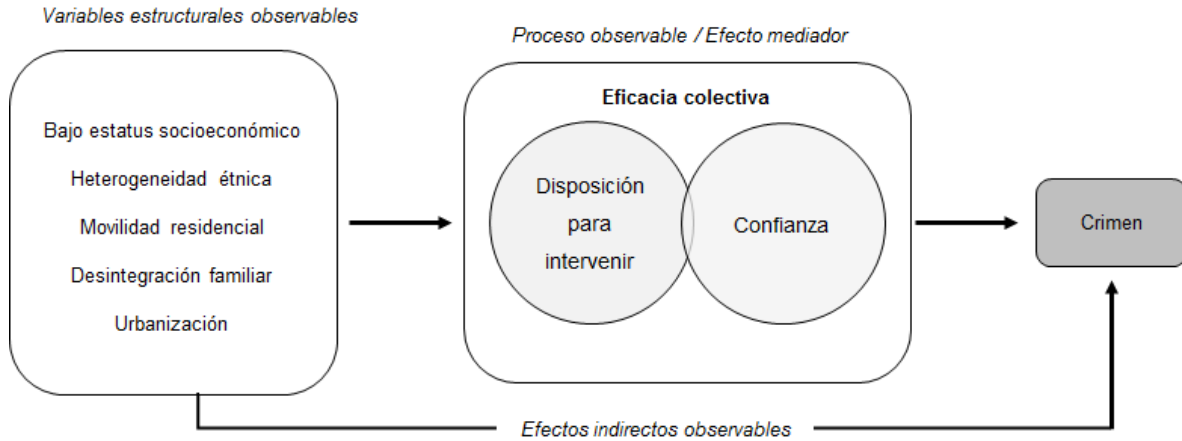 Variables estructurales observables
Bajo estatus socioeconómico
Heterogeneidad étnica
Movilidad residencial
Desintegración familiar
Urbanización
Proceso observable / Efecto mediador
Eficacia colectiva
Disposición
para
intervenir
Confianza
Crimen
Efectos indirectos observables